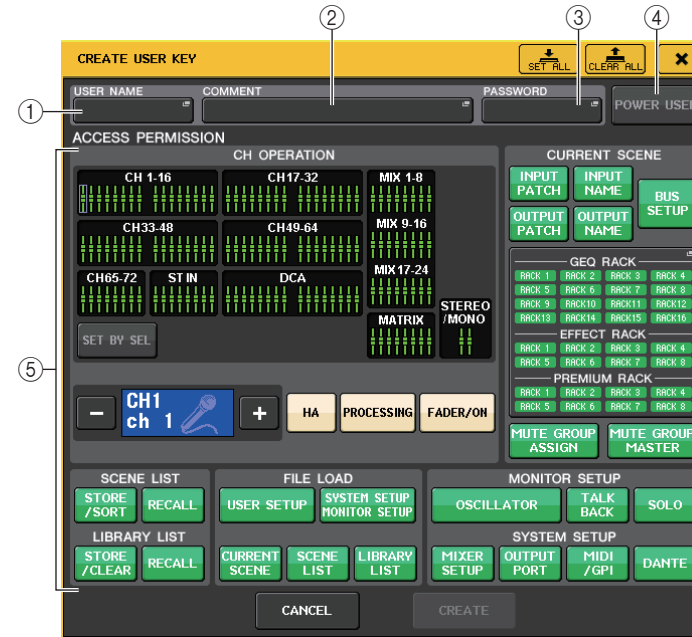 ② ③ ④
CREATE USER KEY SET ALL CLEAR ALL
① USER NAME COMMENT PASSWORD POWER USER
ACCESS PERMISSION
⑤
CH OPERATION
CH 1-16 CH17-32 MIX 1-8
CH33-48 CH49-64 MIX 9-16
CH65-72 ST IN DCA MIX17-24
MATRIX STEREO
/MONO
SET BY SEL
CH1
ch 1
− + HA PROCESSING FADER/ON
CURRENT SCENE
INPUT
PATCH
INPUT
NAME
BUS
SETUP
OUTPUT
PATCH
OUTPUT
NAME
GEQ RACK
RACK 1 RACK 2 RACK 3 RACK 4
RACK 5 RACK 6 RACK 7 RACK 8
RACK 9 RACK10 RACK11 RACK12
RACK13 RACK14 RACK15 RACK16
EFFECT RACK
RACK 1 RACK 2 RACK 3 RACK 4
RACK 5 RACK 6 RACK 7 RACK 8
PREMIUM RACK
RACK 1 RACK 2 RACK 3 RACK 4
RACK 5 RACK 6 RACK 7 RACK 8
MUTE GROUP
ASSIGN
MUTE GROUP
MASTER
SCENE LIST
STORE
/SORT
RECALL
LIBRARY LIST
STORE
/CLEAR
RECALL
FILE LOAD
USER SETUP
SYSTEM SETUP
MONITOR SETUP
CURRENT
SCENE
SCENE
LIST
LIBRARY
LIST
MONITOR SETUP
OSCILLATOR
TALK
BACK
SOLO
SYSTEM SETUP
MIXER
SETUP
OUTPUT
PORT
MIDI
/GPI
DANTE
CANCEL CREATE